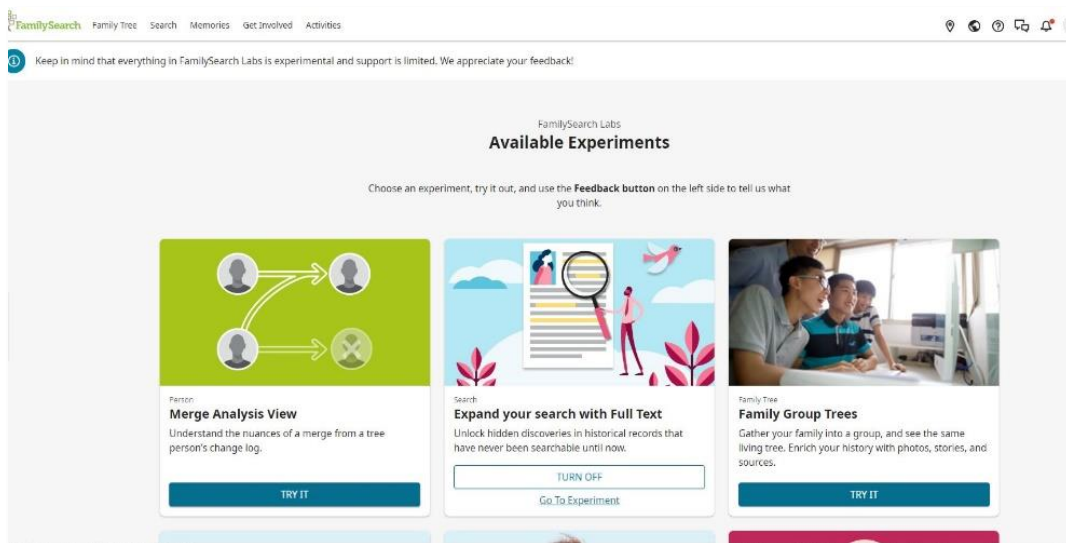 FamilySearch Family Tree Search Memories Get Involved Activities
Keep in mind that everything in FamilySearch Labs is experimental and support is limited. We appreciate your feedback!
FamilySearch Labs
Available Experiments
Choose an experiment, try it out, and use the Feedback button on the left side to tell us what
you think.
Person
Merge Analysis View
Understand the nuances of a merge from a tree
person's change log.
TRY IT
Search
Expand your search with Full Text
Unlock hidden discoveries in historical records that
have never been searchable until now.
TURN OFF
Go To Experiment
Family Tree
Family Group Trees
Gather your family into a group, and see the same
living tree. Enrich your history with photos, stories, and
sources.
TRY IT